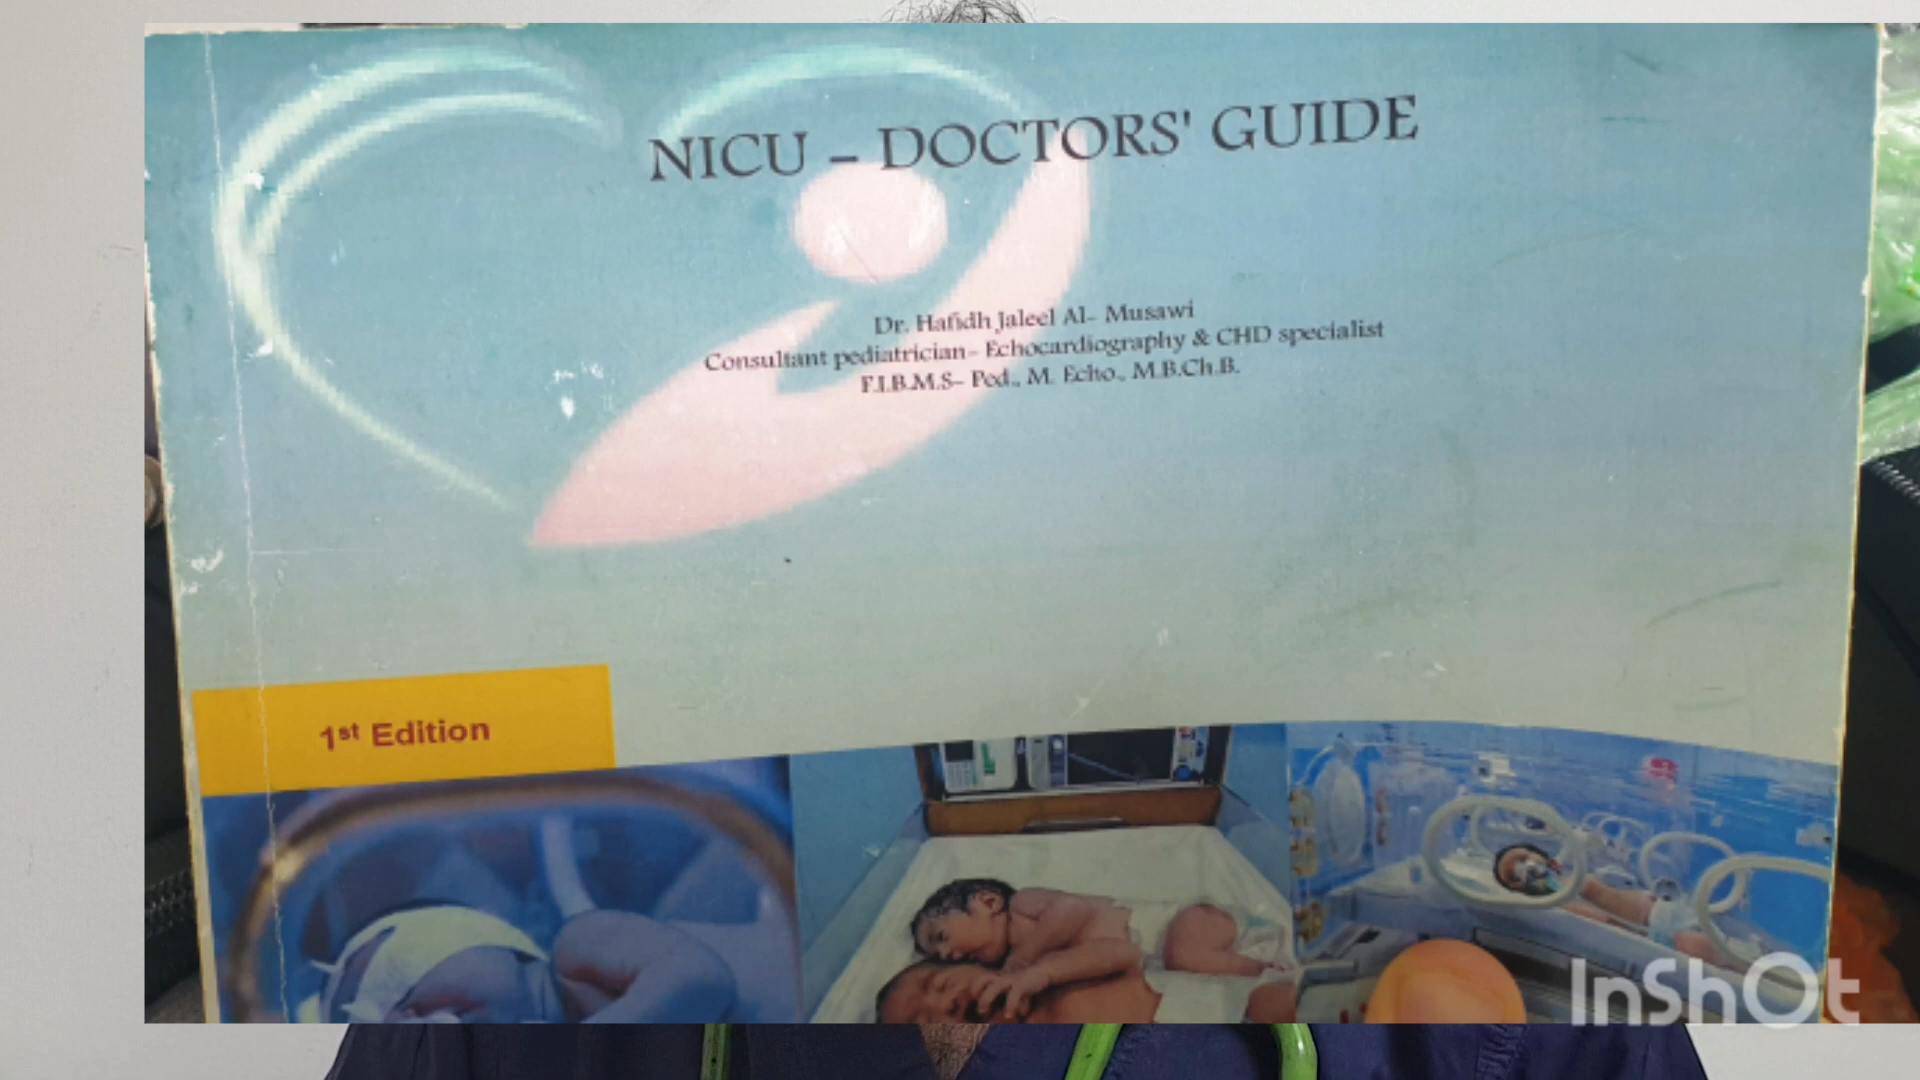 NICU – DOCTORS' GUIDE
Dr. Hafidh Jaleel Al- Musawi
Consultant pediatrician- Echocardiography & CHD specialist
F.I.B.M.S- Ped., M. Echo., M.B.Ch.B.
1st Edition
InShOt